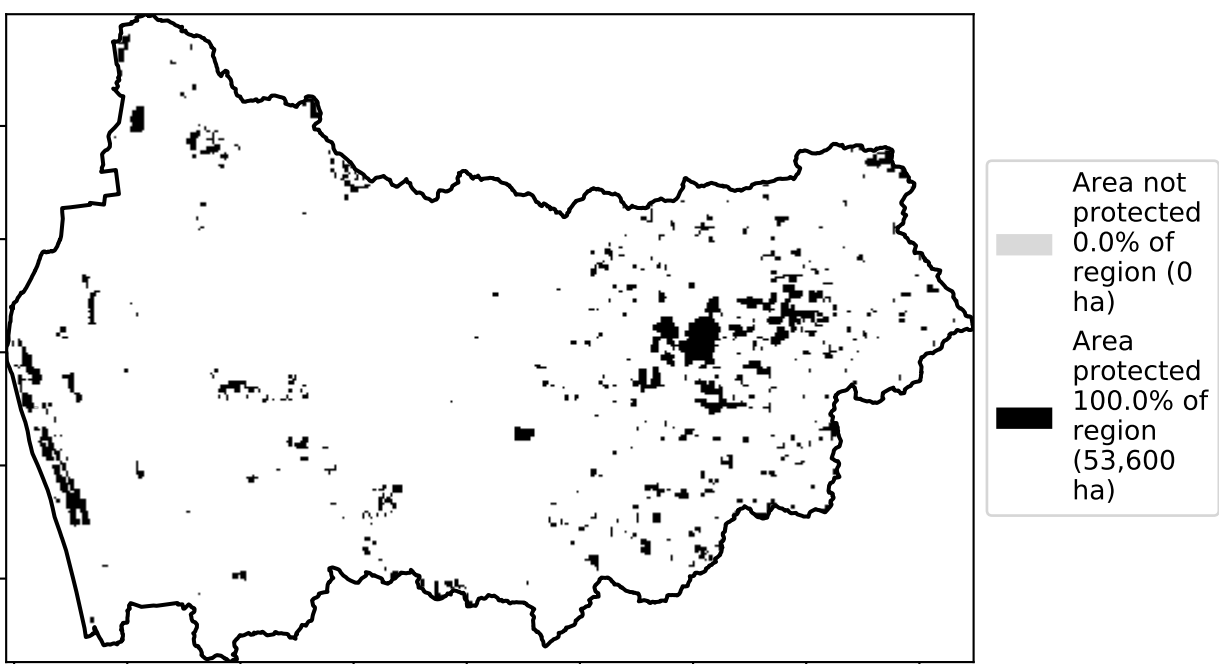 Area not
protected
0.0% of
region (0
ha)
Area
protected
100.0% of
region
(53,600
ha)